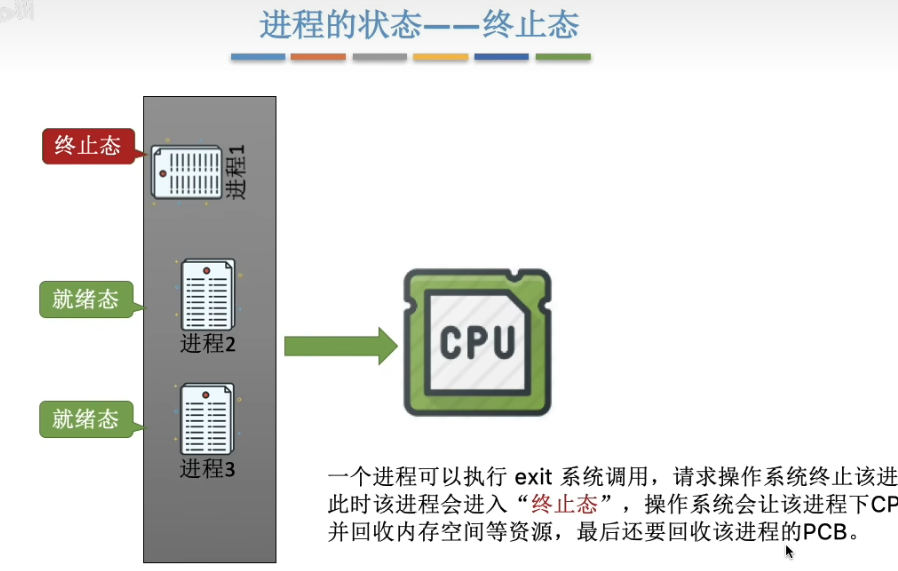 进程的状态——终止态
终止态
进程1
就绪态
进程2
就绪态
进程3
CPU
一个进程可以执行 exit 系统调用，请求操作系统终止该进
此时该进程会进入“终止态”，操作系统会让该进程下CP
并回收内存空间等资源，最后还要回收该进程的PCB。